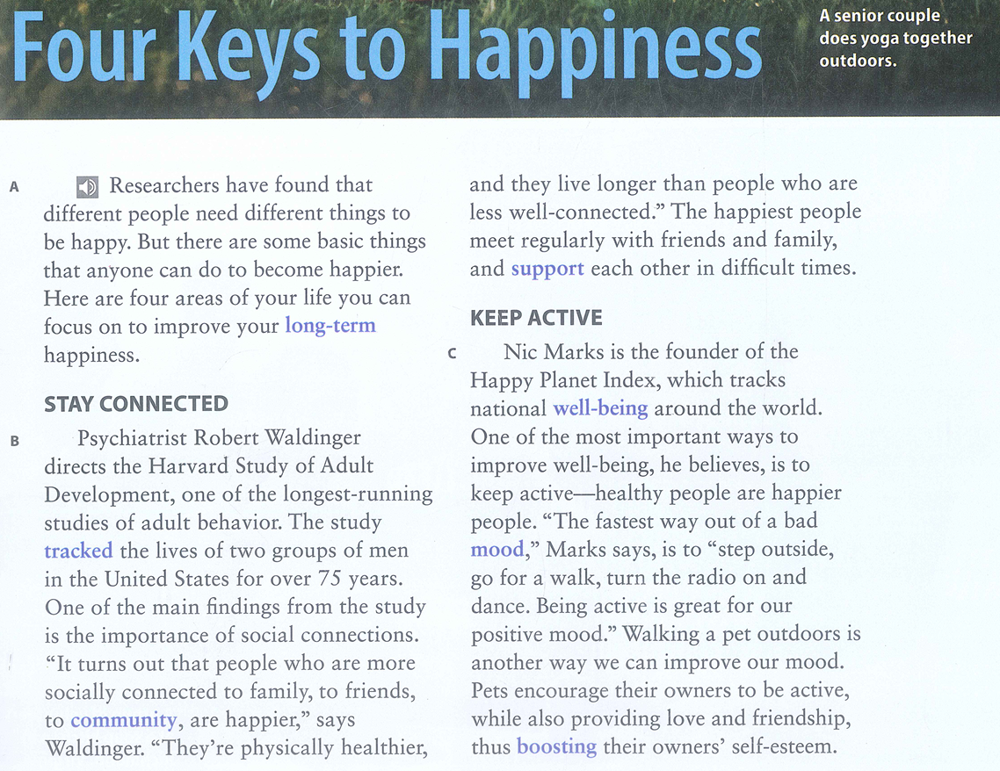 Four Keys to Happiness
A senior couple
does yoga together
outdoors.
A
Researchers have found that
different people need different things to
be happy. But there are some basic things
that anyone can do to become happier.
Here are four areas of your life you can
focus on to improve your long-term
happiness.
STAY CONNECTED
B
Psychiatrist Robert Waldinger
directs the Harvard Study of Adult
Development, one of the longest-running
studies of adult behavior. The study
tracked the lives of two groups of men
in the United States for over 75 years.
One of the main findings from the study
is the importance of social connections.
“It turns out that people who are more
socially connected to family, to friends,
to community, are happier,” says
Waldinger. “They’re physically healthier,
and they live longer than people who are
less well-connected.” The happiest people
meet regularly with friends and family,
and support each other in difficult times.
KEEP ACTIVE
C
Nic Marks is the founder of the
Happy Planet Index, which tracks
national well-being around the world.
One of the most important ways to
improve well-being, he believes, is to
keep active—healthy people are happier
people. “The fastest way out of a bad
mood,” Marks says, is to “step outside,
go for a walk, turn the radio on and
dance. Being active is great for our
positive mood.” Walking a pet outdoors is
another way we can improve our mood.
Pets encourage their owners to be active,
while also providing love and friendship,
thus boosting their owners’ self-esteem.